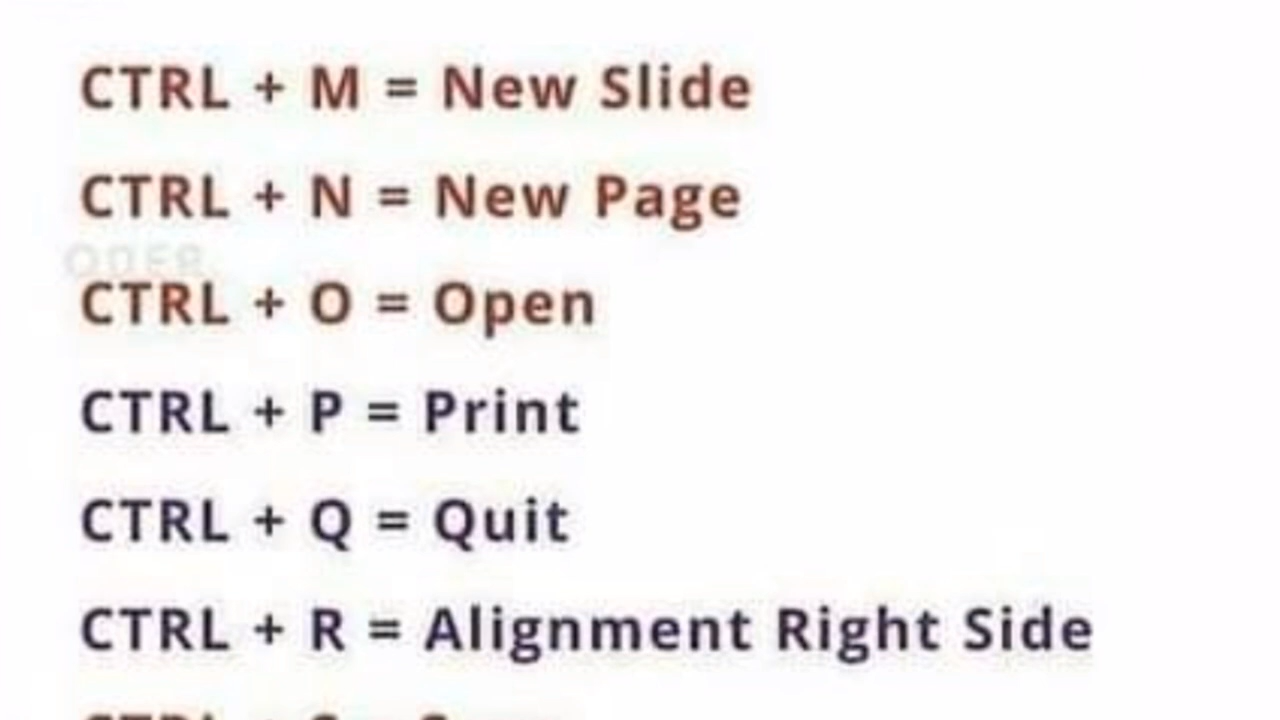 CTRL + M = New Slide
CTRL + N = New Page
CTRL + O = Open
CTRL + P = Print
CTRL + Q = Quit
CTRL + R = Alignment Right Side